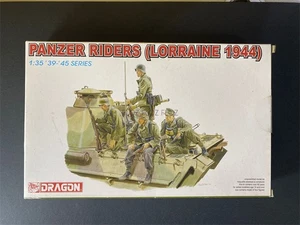 PANZER RIDERS (LORRAINE 1944)
1:35 '39-'45 SERIES
DRAGON